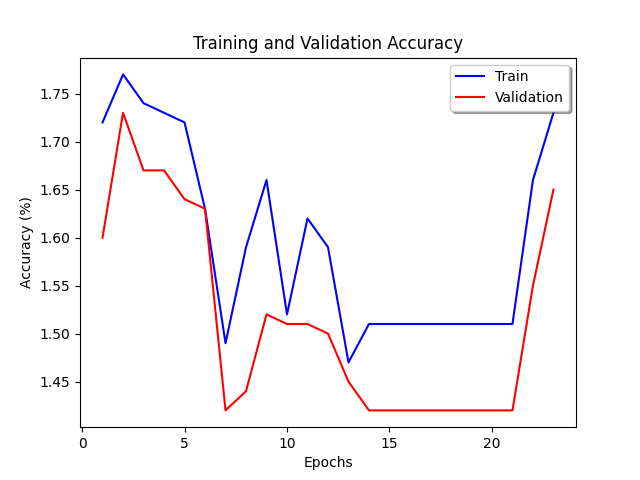 Training and Validation Accuracy
Train
Validation
Accuracy (%)
1.75
1.70
1.65
1.60
1.55
1.50
1.45
0 5 10 15 20
Epochs